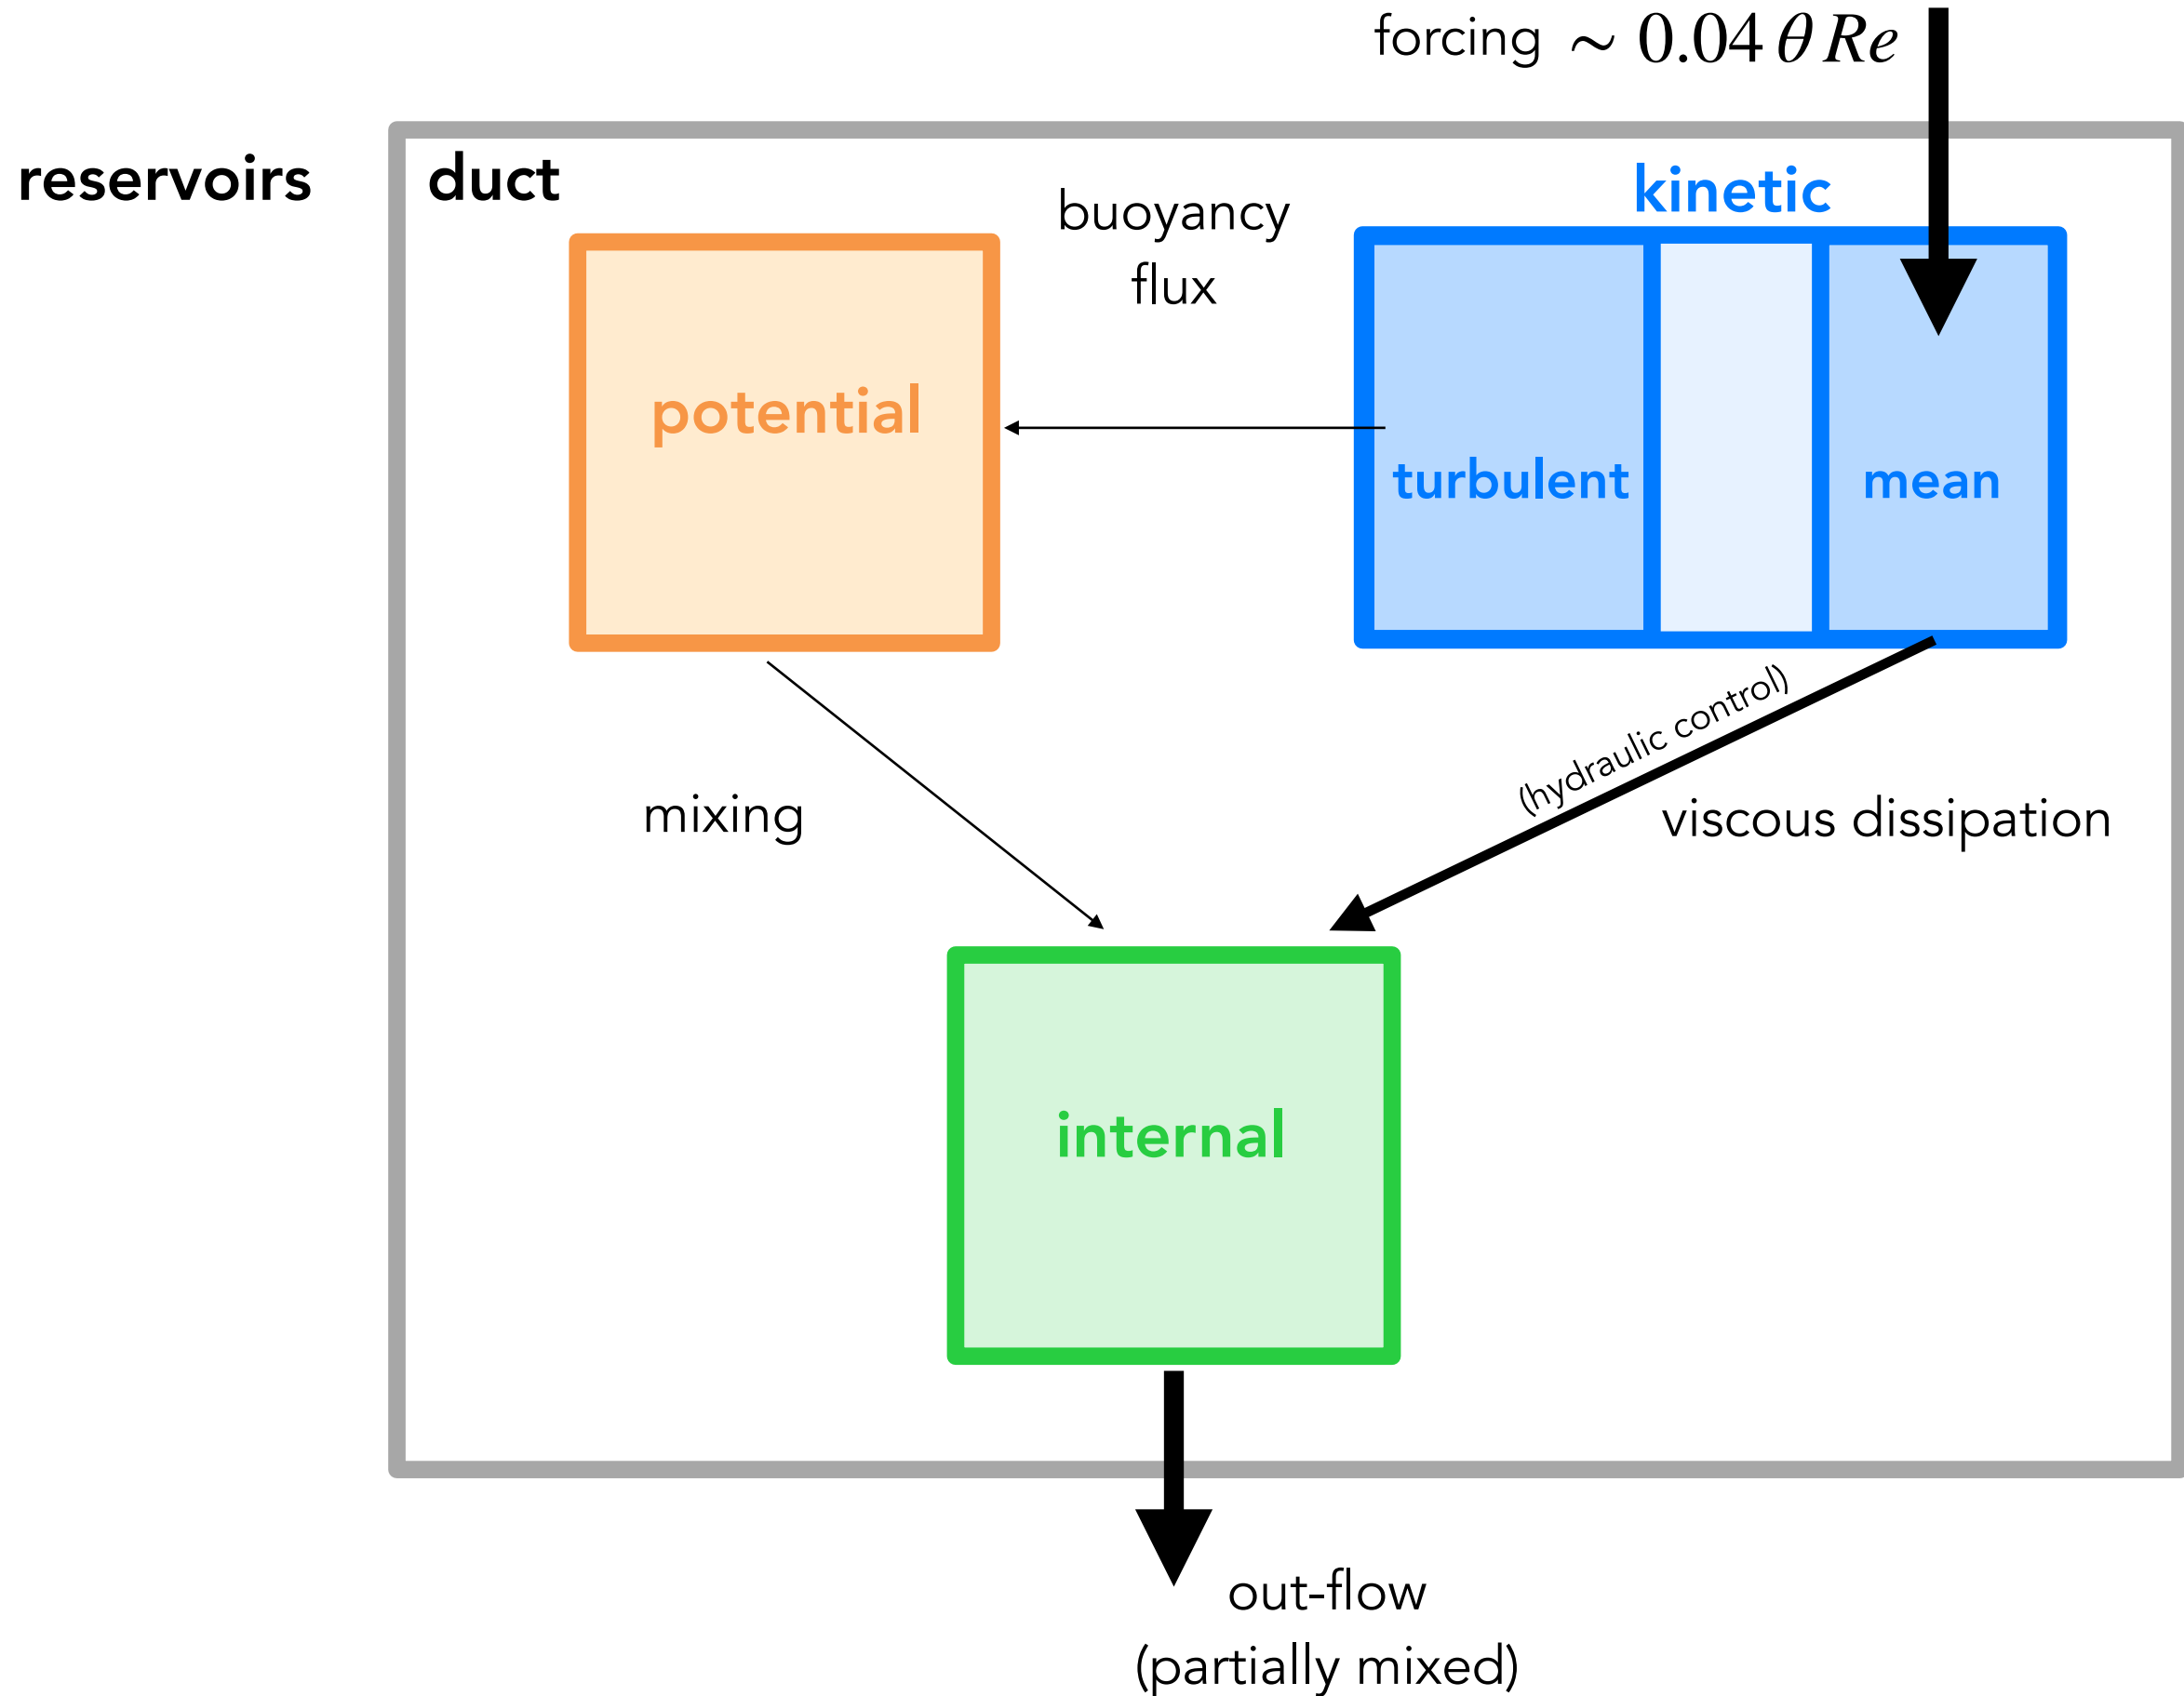 forcing ~ 0.04 θRe
reservoirs
duct
buoyancy
flux
kinetic
potential
turbulent
mean
(hydraulic control)
mixing
viscous dissipation
internal
out-flow
(partially mixed)